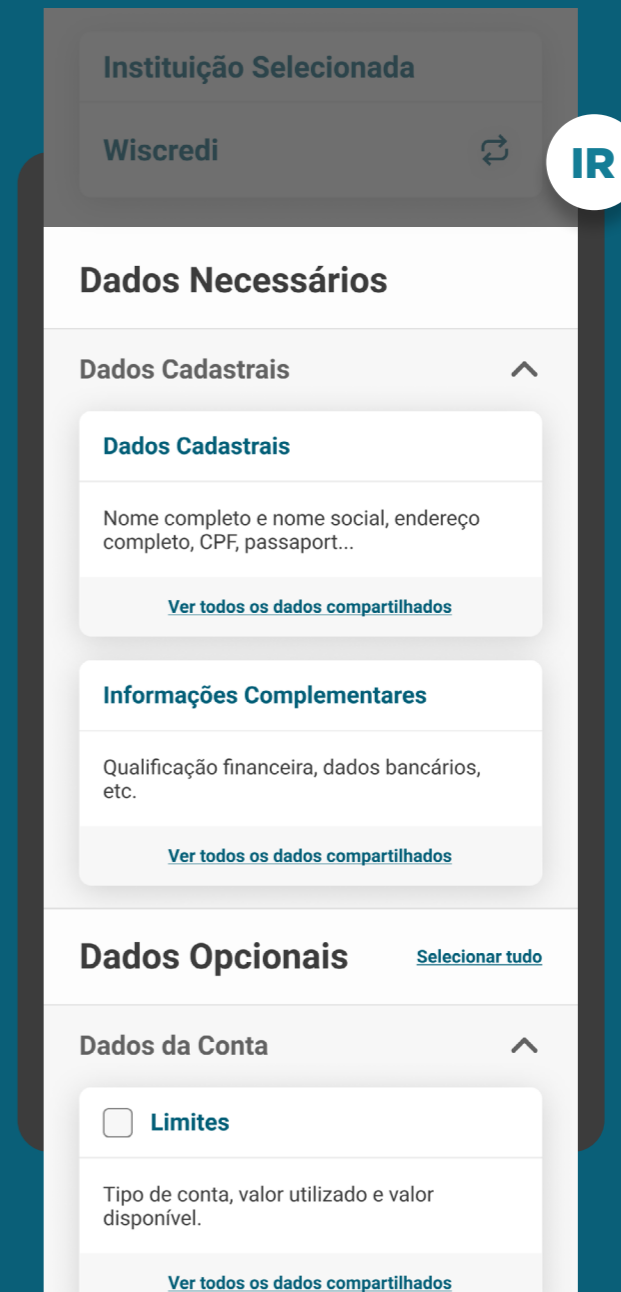 Instituição Selecionada
Wiscredi
IR
Dados Necessários
Dados Cadastrais
Dados Cadastrais
Nome completo e nome social, endereço
completo, CPF, passaport...
Ver todos os dados compartilhados
Informações Complementares
Qualificação financeira, dados bancários,
etc.
Ver todos os dados compartilhados
Dados Opcionais
Selecionar tudo
Dados da Conta
Limites
Tipo de conta, valor utilizado e valor
disponível.
Ver todos os dados compartilhados